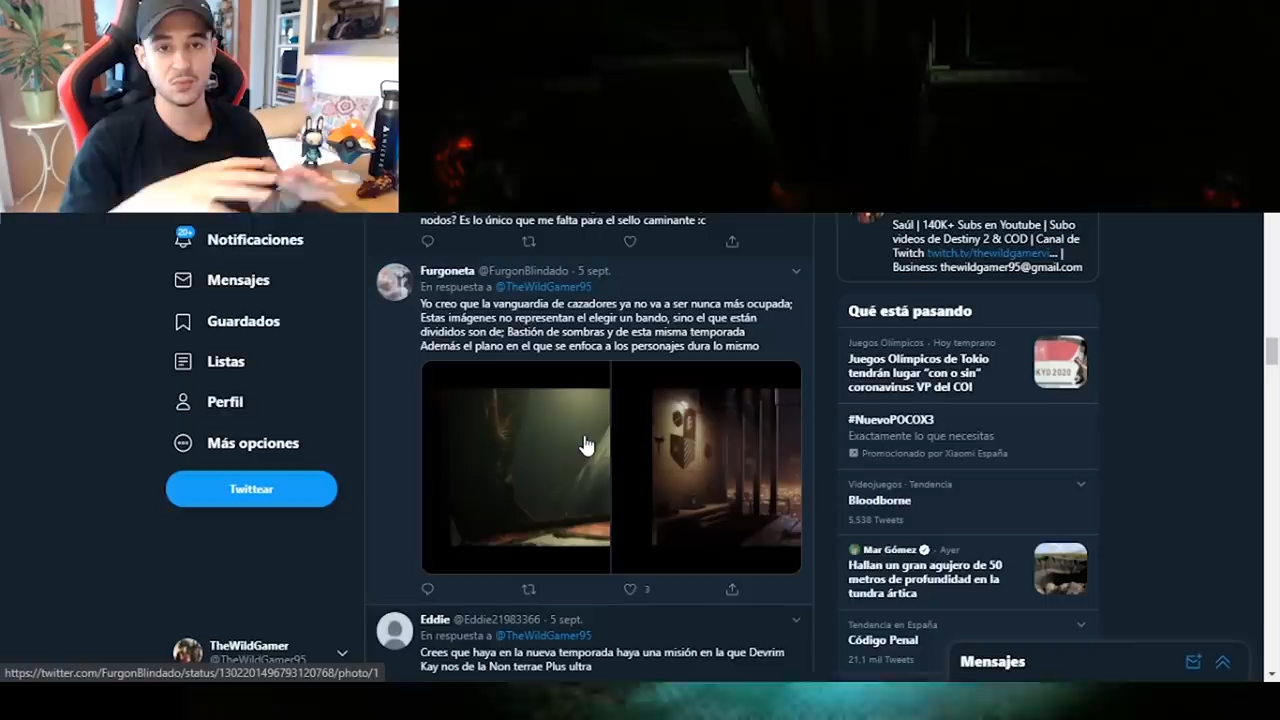 nodos? Es lo único que me falta para el sello caminante :c
20+
Notificaciones
Mensajes
Guardados
Listas
Perfil
Más opciones
Twittear
TheWildGamer
@TheWildGamer95
https://twitter.com/FurgonBlindado/status/1302201496793120768/photo/1
Furgoneta @FurgonBlindado · 5 sept.
En respuesta a @TheWildGamer95
Yo creo que la vanguardia de cazadores ya no va a ser nunca más ocupada;
Estas imágenes no representan el elegir un bando, sino el que están
divididos son de; Bastión de sombras y de esta misma temporada
Además el plano en el que se enfoca a los personajes dura lo mismo
3
Eddie @Eddie21983366 · 5 sept.
En respuesta a @TheWildGamer95
Crees que haya en la nueva temporada haya una misión en la que Devrim
Kay nos de la Non terrae Plus ultra
Saúl | 140K+ Subs en Youtube | Subo
videos de Destiny 2 & COD | Canal de
Twitch twitch.tv/thewildgamervi... |
Business: thewildgamer95@gmail.com
Qué está pasando
Juegos Olímpicos · Hoy temprano
Juegos Olímpicos de Tokio
tendrán lugar "con o sin"
coronavirus: VP del COI
KYO 2020
#NuevoPOCOX3
Exactamente lo que necesitas
Promocionado por Xiaomi España
Videojuegos · Tendencia
Bloodborne
5.538 Tweets
Mar Gómez · Ayer
Hallan un gran agujero de 50
metros de profundidad en la
tundra ártica
Tendencia en España
Código Penal
21,1 mil Tweets
Mensajes